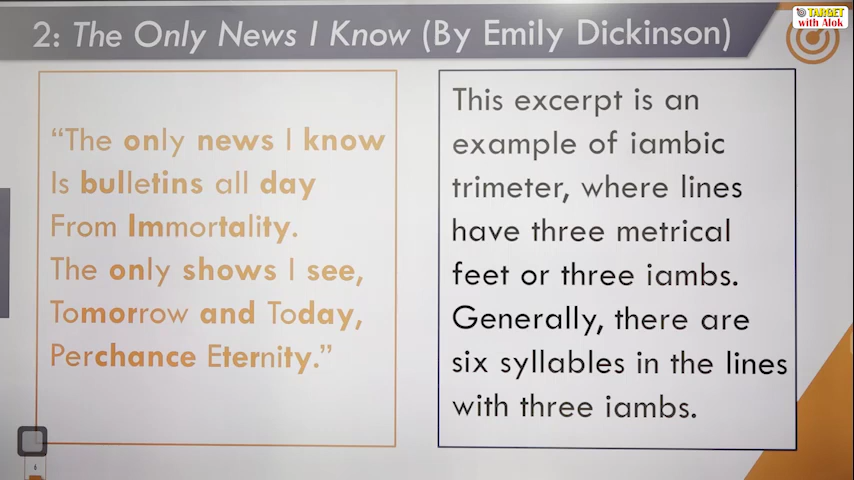 2: The Only News I Know (By Emily Dickinson)
TARGET
with Alok
“The only news I know
Is bulletins all day
From Immortality.
The only shows I see,
Tomorrow and Today,
Perchance Eternity.”
This excerpt is an
example of iambic
trimeter, where lines
have three metrical
feet or three iambs.
Generally, there are
six syllables in the lines
with three iambs.
6